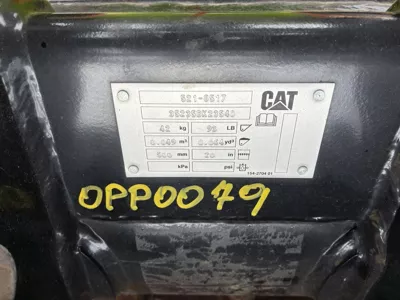 521-6517
CAT
42 kg 93 LB
0.049 m³ 0.064 yd³
500 mm 20 in
kPa psi
OPP0079